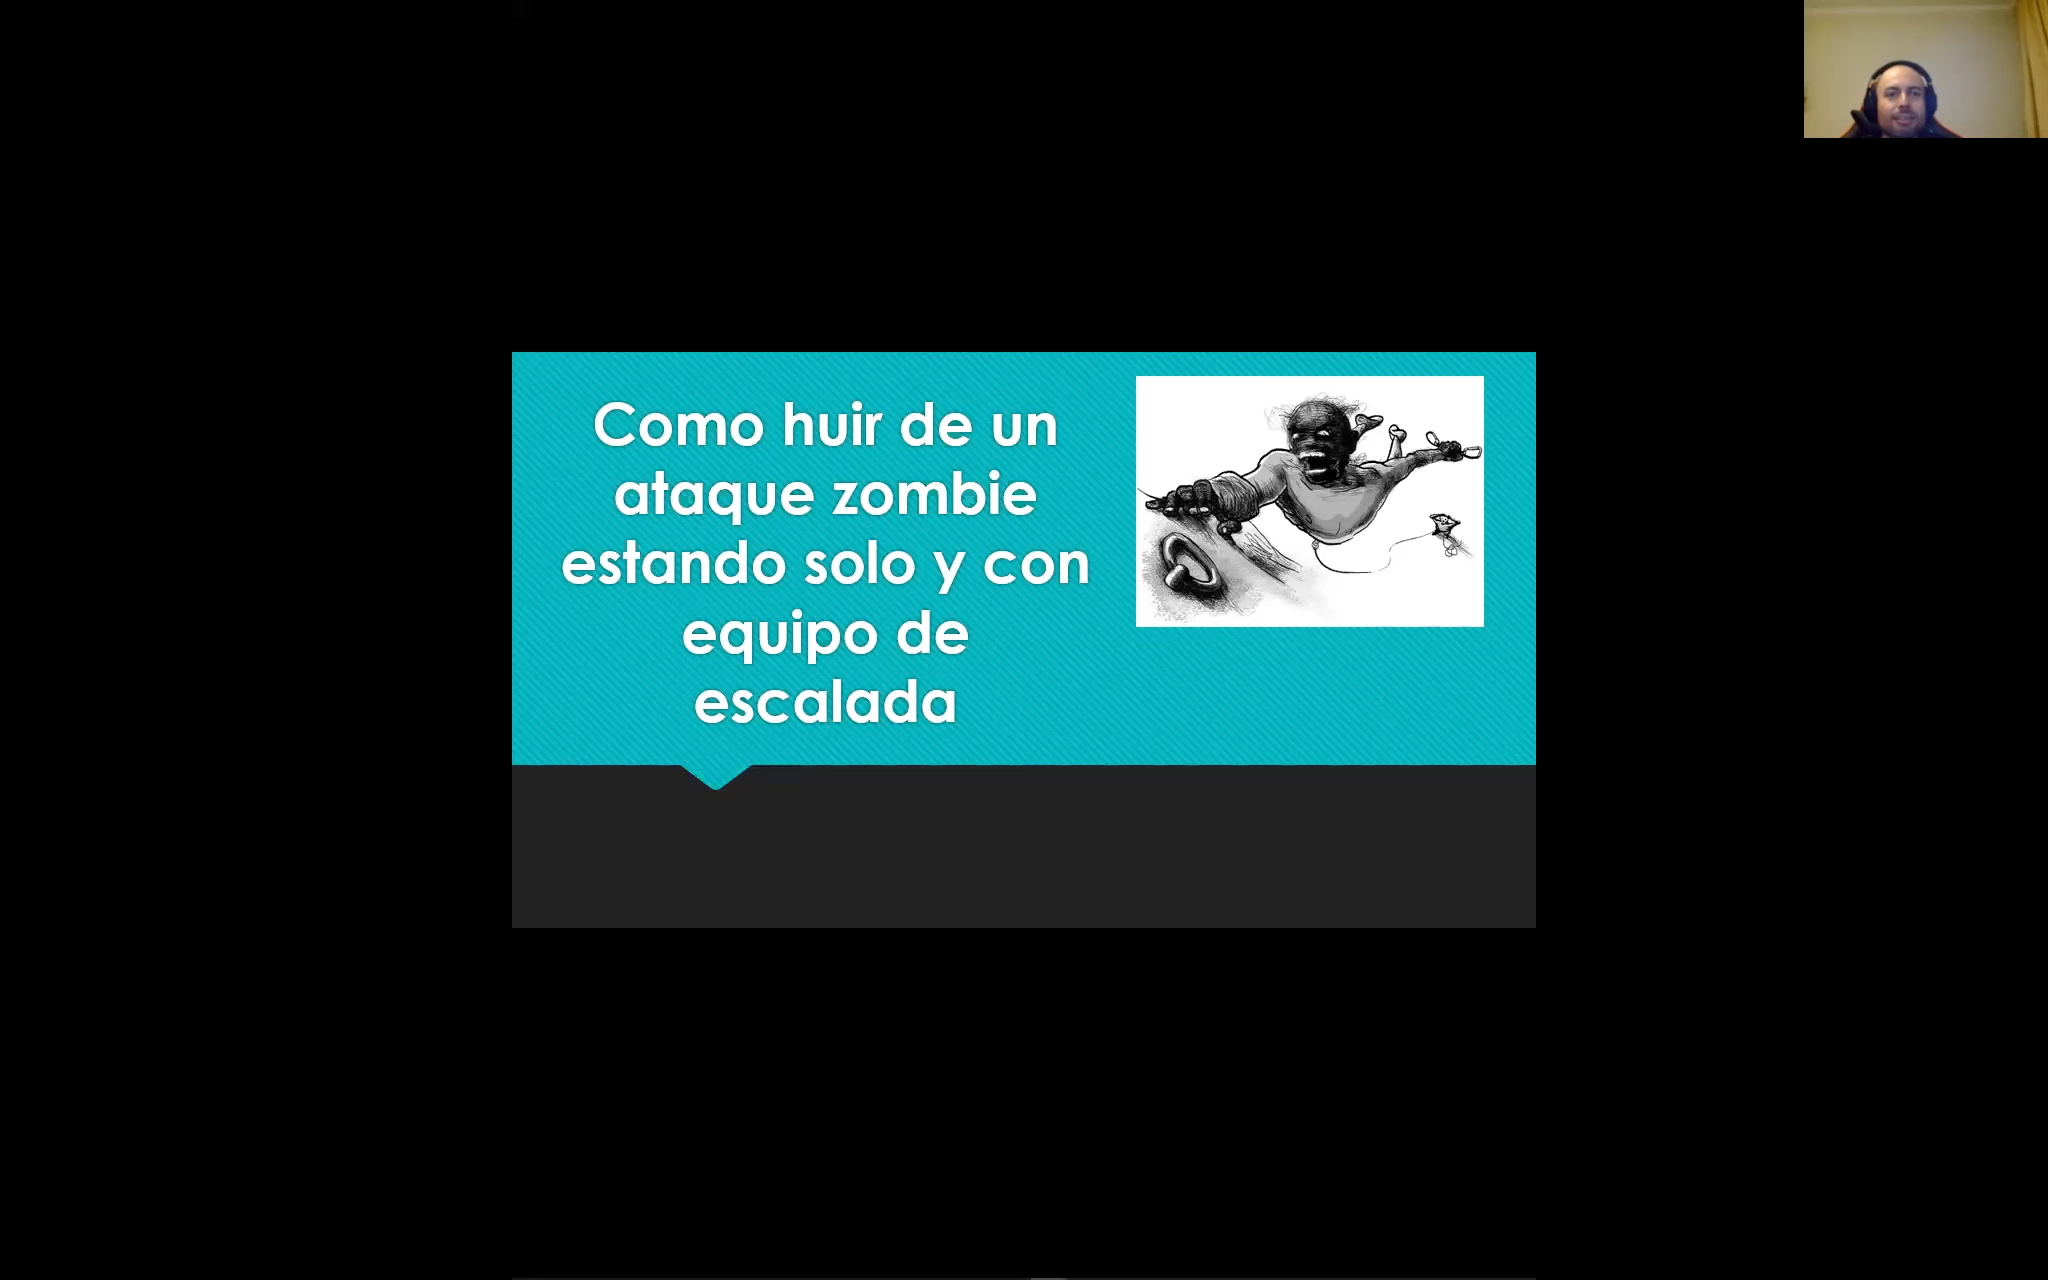 Como huir de un
ataque zombie
estando solo y con
equipo de
escalada